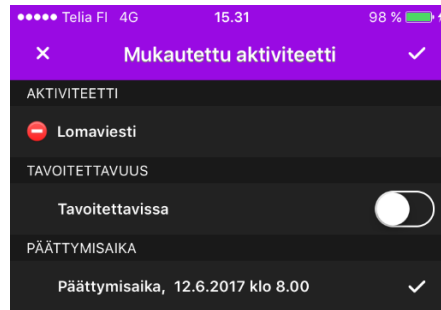 Telia FI 4G 15.31 98 %
Mukautettu aktiviteetti
AKTIVITEETTI
Lomaviesti
TAVOITETTAVUUS
Tavoitettavissa
PÄÄTTYMISAIKA
Päättymisaika, 12.6.2017 klo 8.00